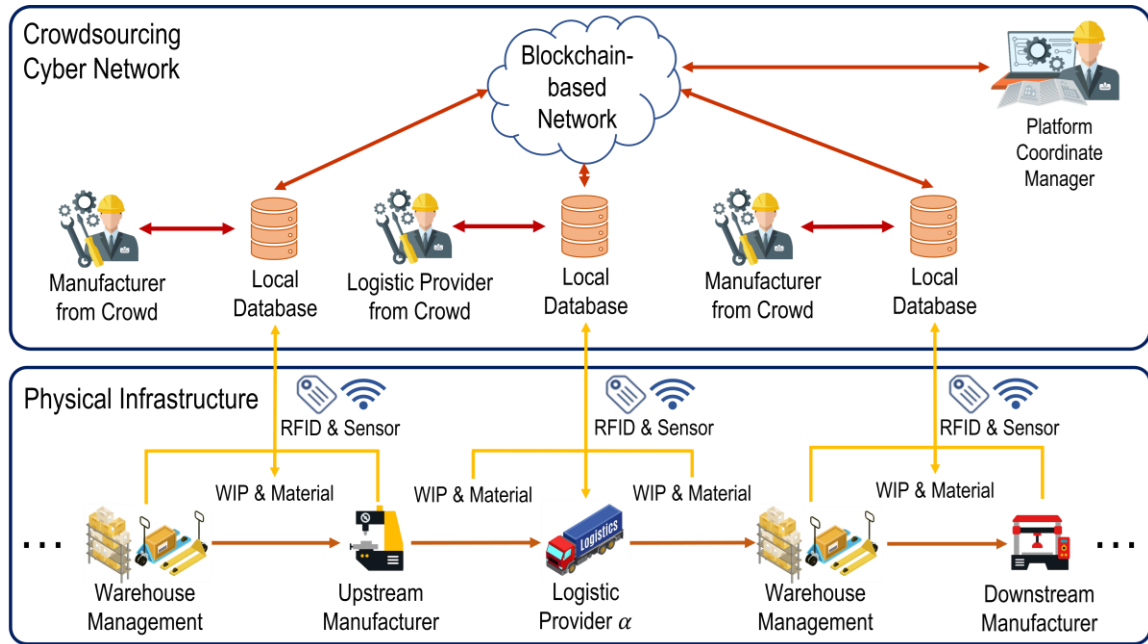 Crowdsourcing
Cyber Network
Blockchain-
based
Network
Platform
Coordinate
Manager
Manufacturer
from Crowd
Local
Database
Logistic Provider
from Crowd
Local
Database
Manufacturer
from Crowd
Local
Database
Physical Infrastructure
RFID & Sensor
RFID & Sensor
RFID & Sensor
WIP & Material
WIP & Material
WIP & Material
WIP & Material
...
Logistics
...
Warehouse
Management
Upstream
Manufacturer
Logistic
Provider α
Warehouse
Management
Downstream
Manufacturer